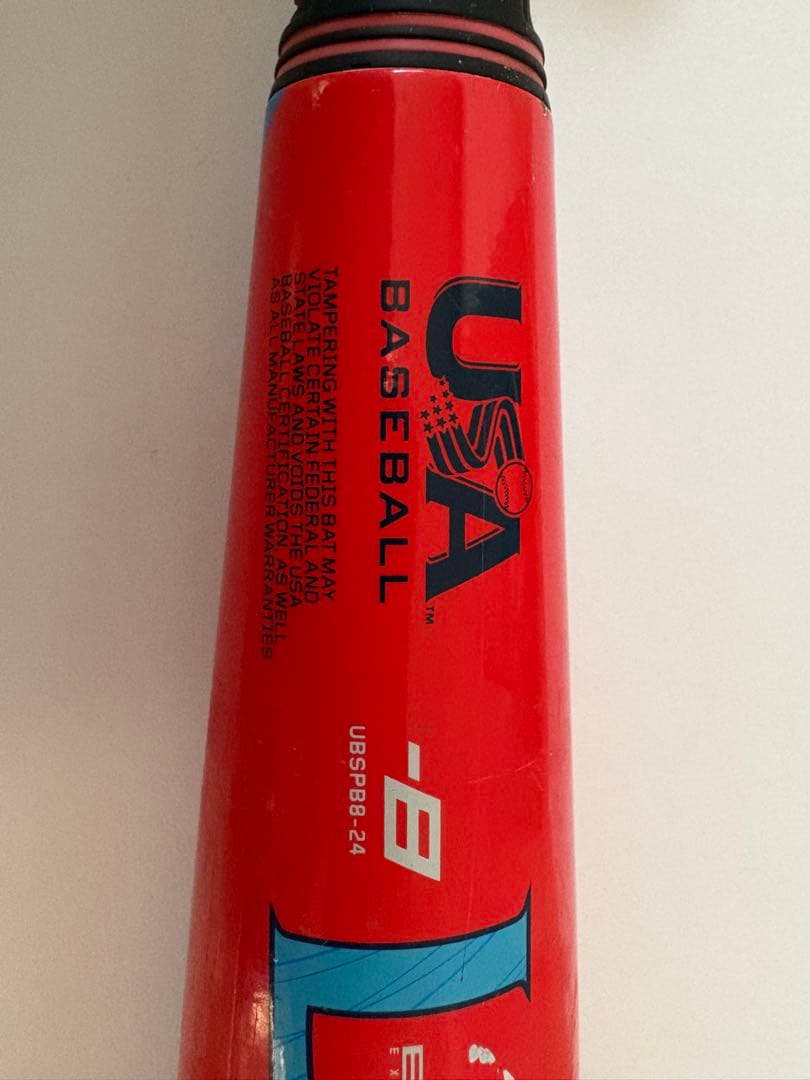 USA™
BASEBALL
TAMPERING WITH THIS BAT MAY
VIOLATE CERTAIN FEDERAL AND
STATE LAWS AND VOIDS THE USA
BASEBALL CERTIFICATION, AS WELL
AS ALL MANUFACTURER WARRANTIES
-8
UBSPB8-24
L